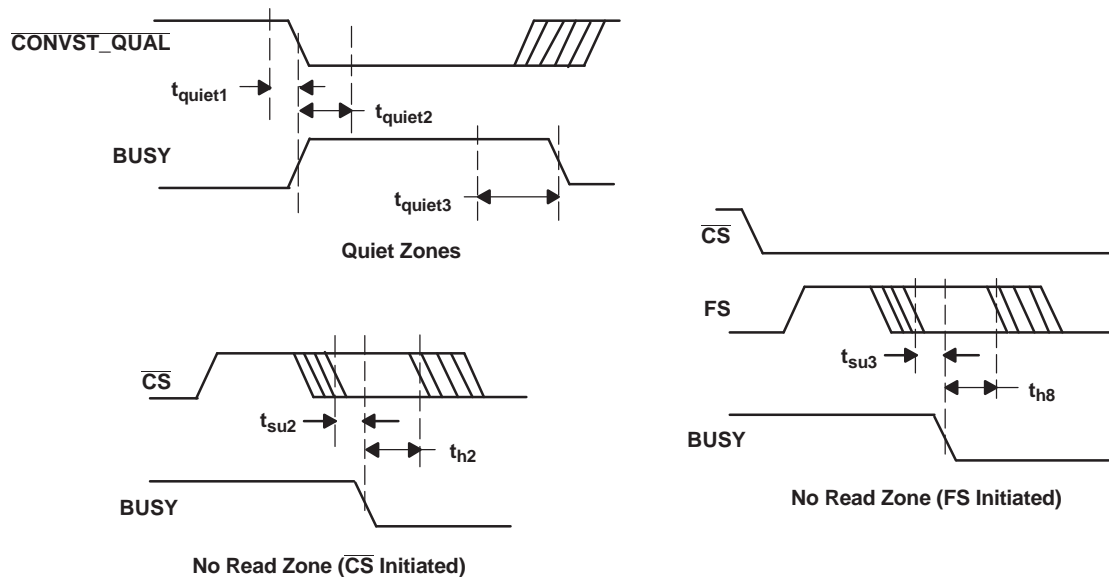 CONVST_QUAL
tquiet1
tquiet2
BUSY
tquiet3
Quiet Zones
CS
tsu2
th2
BUSY
No Read Zone (CS Initiated)
CS
FS
tsu3
th8
BUSY
No Read Zone (FS Initiated)